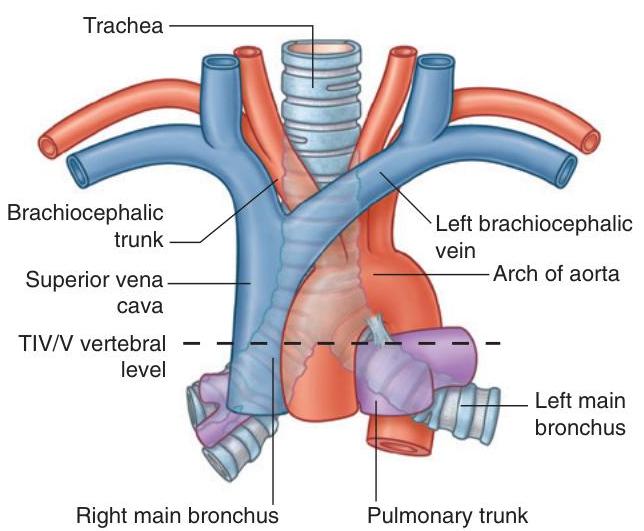 Trachea
Brachiocephalic
trunk
Left brachiocephalic
vein
Superior vena
cava
Arch of aorta
TIV/V vertebral
level
Left main
bronchus
Right main bronchus
Pulmonary trunk